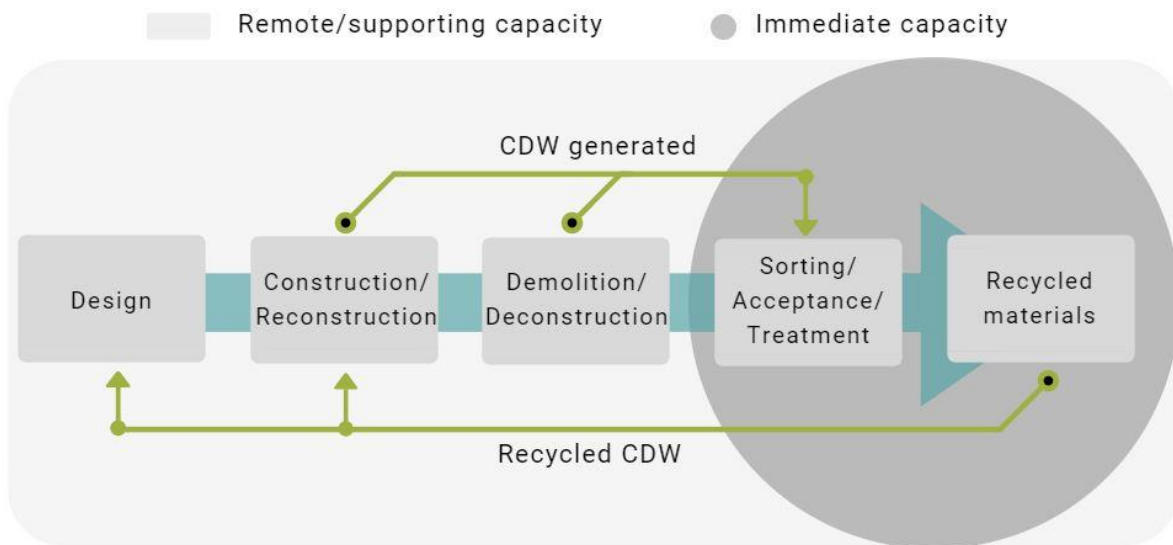 Remote/supporting capacity
Immediate capacity
CDW generated
Design
Construction/
Reconstruction
Demolition/
Deconstruction
Sorting/
Acceptance/
Treatment
Recycled
materials
Recycled CDW